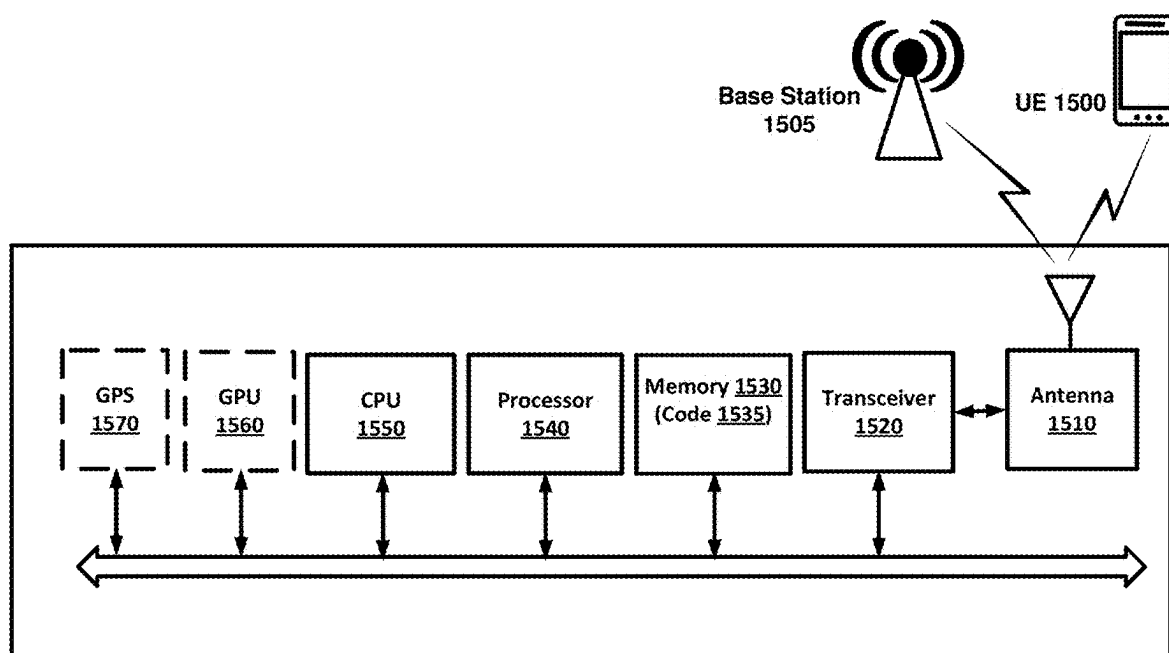 Base Station
1505
UE 1500
GPS
1570
GPU
1560
CPU
1550
Processor
1540
Memory 1530
(Code 1535)
Transceiver
1520
Antenna
1510